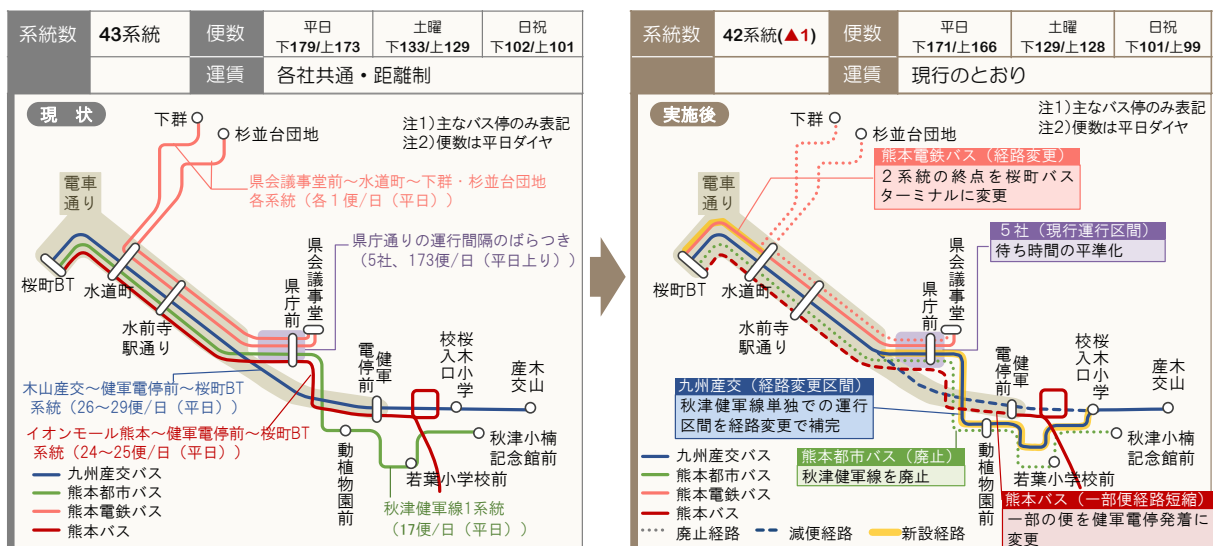 系統数
43系統
便数
平日
下179/上173
土曜
下133/上129
日祝
下102/上101
運賃
各社共通・距離制
現 状
下群
杉並台団地
注1)主なバス停のみ表記
注2)便数は平日ダイヤ
電車
通り
県会議事堂前～水道町～下群・杉並台団地
各系統（各１便/日（平日））
県庁通りの運行間隔のばらつき
（5社、173便/日（平日上り））
桜町BT
水道町
水前寺
駅通り
県庁前
県会議事堂
健軍
電停前
桜木小学
校入口
木山
産交
木山産交～健軍電停前～桜町BT
系統（26～29便/日（平日））
イオンモール熊本～健軍電停前～桜町BT
系統（24～25便/日（平日））
動植物園前
若葉小学校前
秋津小楠
記念館前
秋津健軍線1系統
（17便/日（平日））
九州産交バス
熊本都市バス
熊本電鉄バス
熊本バス
系統数
42系統(▲1)
便数
平日
下171/上166
土曜
下129/上128
日祝
下101/上99
運賃
現行のとおり
実施後
下群
杉並台団地
注1)主なバス停のみ表記
注2)便数は平日ダイヤ
電車
通り
熊本電鉄バス（経路変更）
２系統の終点を桜町バス
ターミナルに変更
５社（現行運行区間）
待ち時間の平準化
桜町BT
水道町
水前寺
駅通り
県庁前
県会議事堂
健軍
電停前
桜木小学
校入口
木山
産交
九州産交（経路変更区間）
秋津健軍線単独での運行
区間を経路変更で補完
熊本都市バス（廃止）
秋津健軍線を廃止
動植物園前
若葉小学校前
秋津小楠
記念館前
熊本バス（一部便経路短縮）
一部の便を健軍電停発着に
変更
九州産交バス
熊本都市バス
熊本電鉄バス
熊本バス
廃止経路
減便経路
新設経路